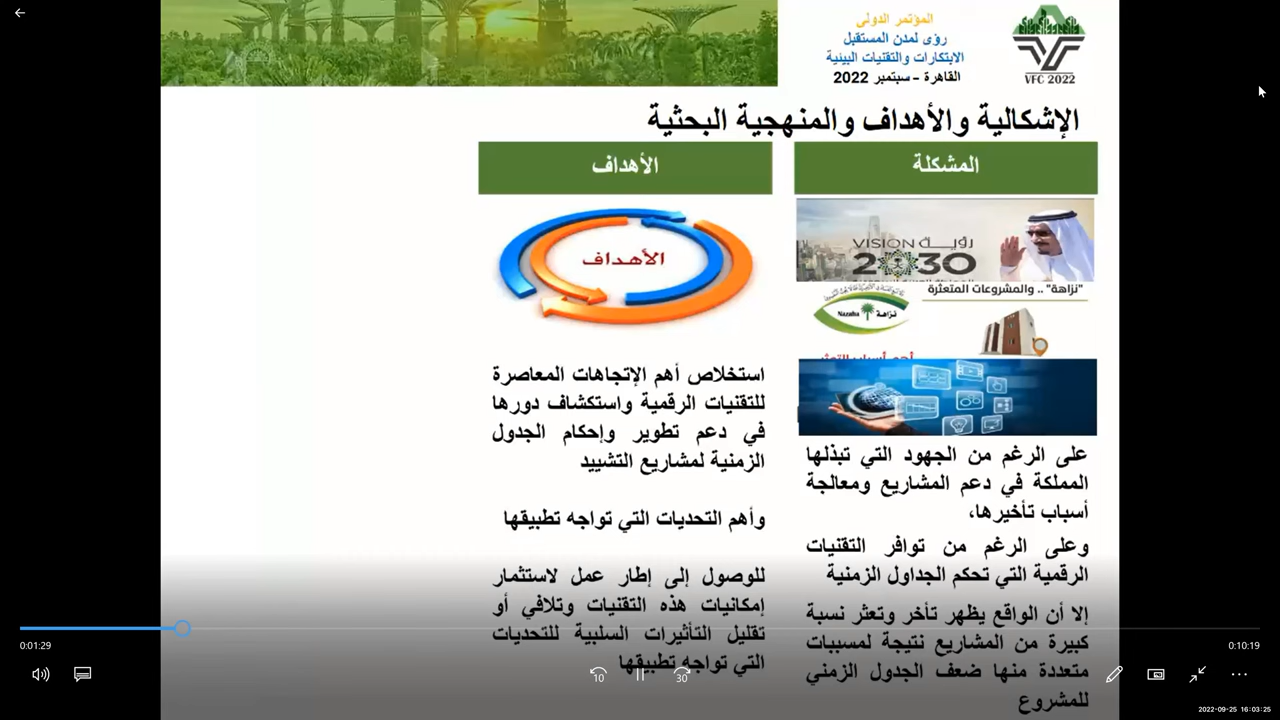 المؤتمر الدولى
رؤى لمدن المستقبل
الابتكارات والتقنيات البيئية
القاهرة - سبتمبر 2022
VFC 2022
الإشكالية والأهداف والمنهجية البحثية
المشكلة
VISION رؤيـــة
2030
"نزاهة" .. والمشروعات المتعثرة
Nazaha نزاهة
على الرغم من الجهود التي تبذلها
المملكة في دعم المشاريع ومعالجة
أسباب تأخيرها،
وعلى الرغم من توافر التقنيات
الرقمية التي تحكم الجداول الزمنية
إلا أن الواقع يظهر تأخر وتعثر نسبة
كبيرة من المشاريع نتيجة لمسببات
متعددة منها ضعف الجدول الزمني
للمشروع
الأهداف
الأهداف
استخلاص أهم الإتجاهات المعاصرة
للتقنيات الرقمية واستكشاف دورها
في دعم تطوير وإحكام الجدول
الزمنية لمشاريع التشييد
وأهم التحديات التي تواجه تطبيقها
للوصول إلى إطار عمل لاستثمار
إمكانيات هذه التقنيات وتلافي أو
تقليل التأثيرات السلبية للتحديات
التي تواجه تطبيقها
0:01:29
0:10:19
10
30
2022-09-25 16:03:25